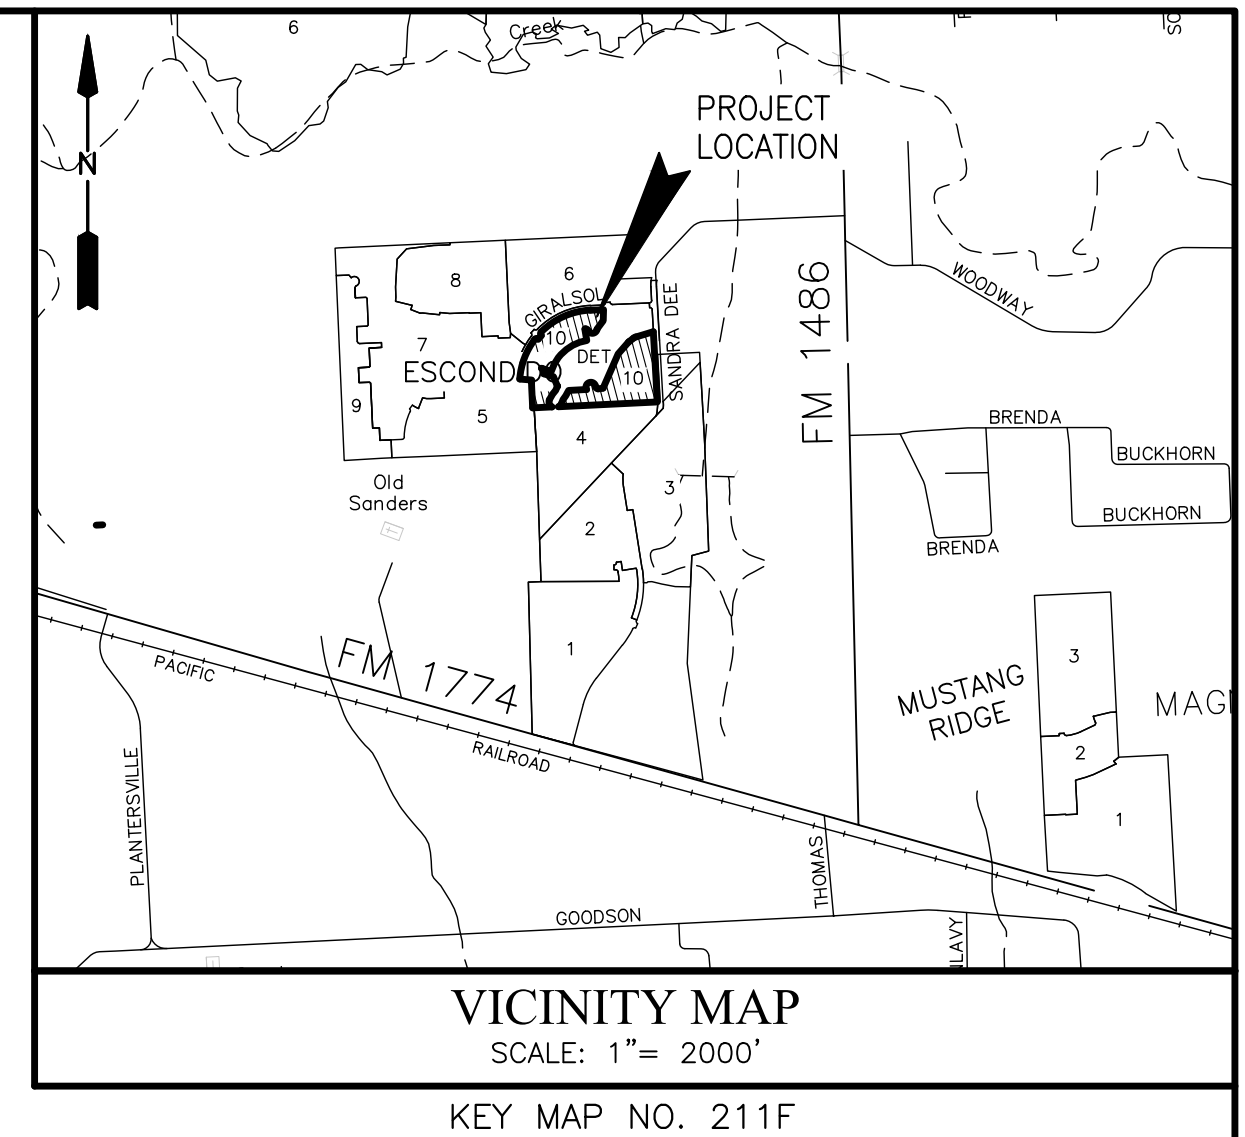 6
Creek
N
PROJECT
LOCATION
6
8
GIRALSOL
SANDRA DEE
FM 1486
WOODWAY
10
7
DET
ESCONDIDO
10
9
5
4
BRENDA
BUCKHORN
Old
Sanders
3
2
BUCKHORN
BRENDA
1
FM 1774
PACIFIC
RAILROAD
MUSTANG
RIDGE
3
2
1
PLANTERSVILLE
THOMAS
GOODSON
VICINITY MAP
SCALE: 1"= 2000'
KEY MAP NO. 211F